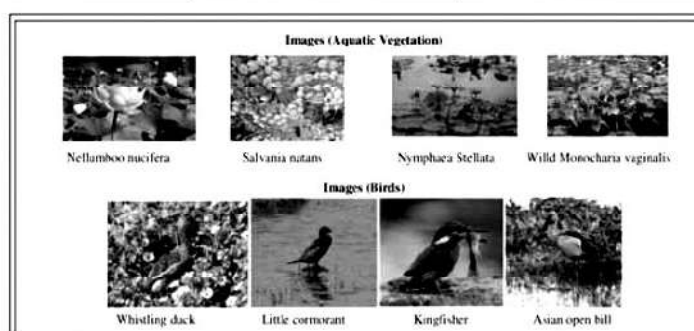 Images (Aquatic Vegetation)
Nellumboo nucifera Salvania natans Nymphaea Stellata Willd Monocharia vaginalis
Images (Birds)
Whistling duck Little cormorant Kingfisher Asian open bill